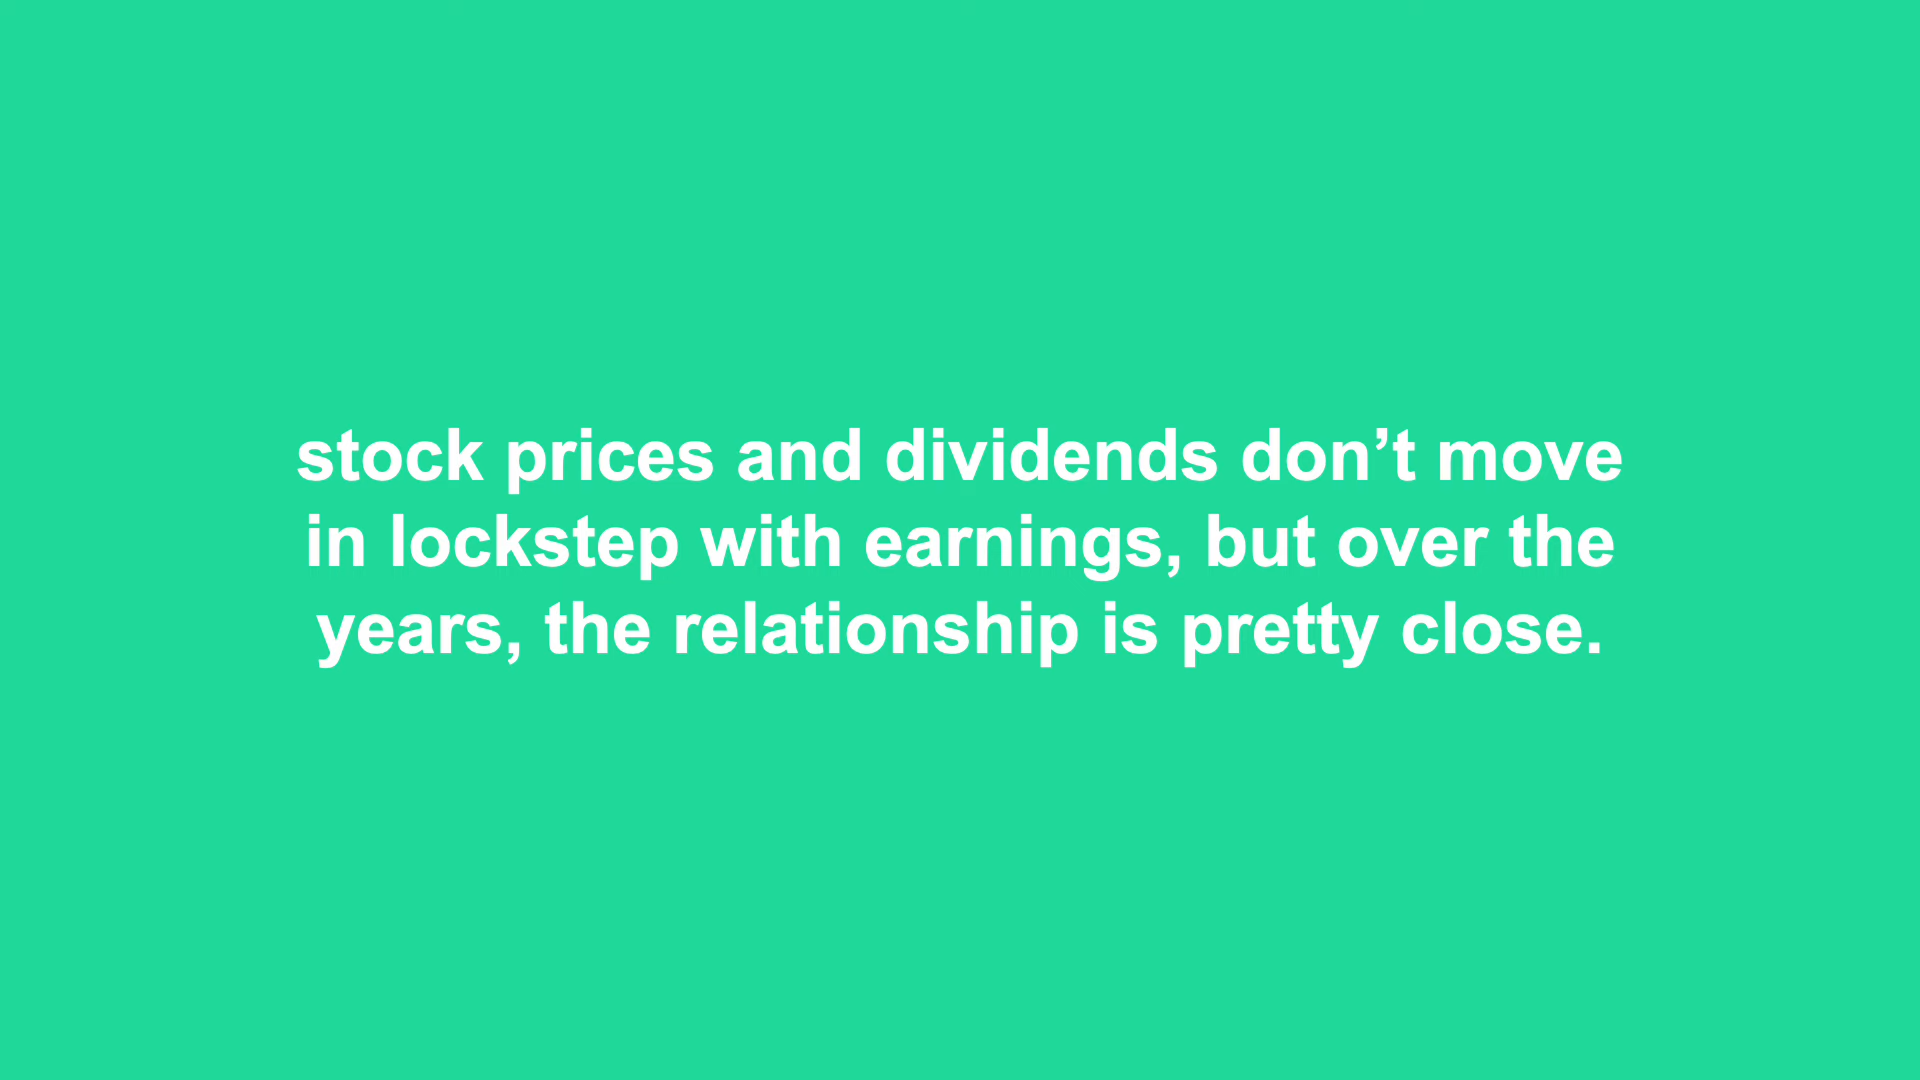 stock prices and dividends don’t move
in lockstep with earnings, but over the
years, the relationship is pretty close.